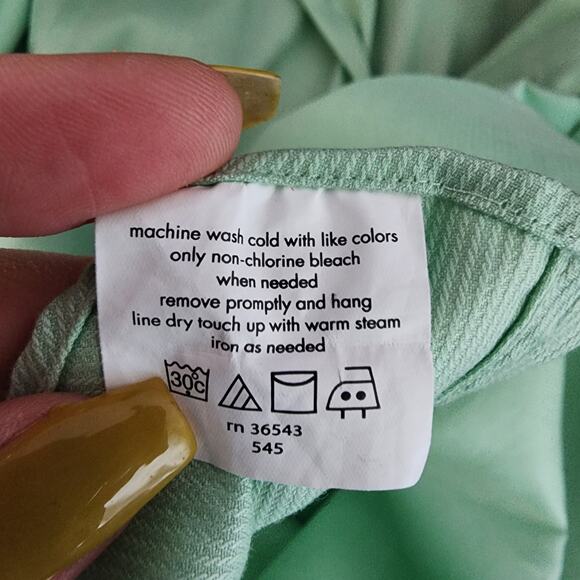 machine wash cold with like colors
only non-chlorine bleach
when needed
remove promptly and hang
line dry touch up with warm steam
iron as needed
30°c
rn 36543
545